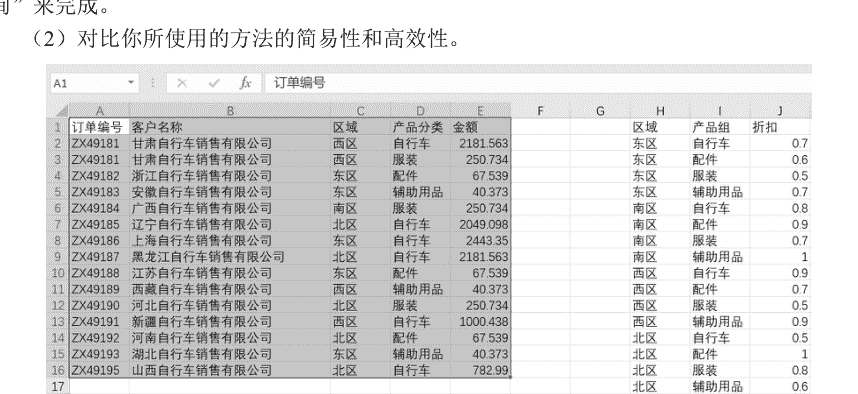 间”来完成。
（2）对比你所使用的方法的简易性和高效性。
A1 fx 订单编号
A B C D E F G H I J
1 订单编号 客户名称 区域 产品分类 金额 区域 产品组 折扣
2 ZX49181 甘肃自行车销售有限公司 西区 自行车 2181.563 东区 自行车 0.7
3 ZX49181 甘肃自行车销售有限公司 西区 服装 250.734 东区 配件 0.6
4 ZX49182 浙江自行车销售有限公司 东区 配件 67.539 东区 服装 0.5
5 ZX49183 安徽自行车销售有限公司 东区 辅助用品 40.373 东区 辅助用品 0.7
6 ZX49184 广西自行车销售有限公司 南区 服装 250.734 南区 自行车 0.8
7 ZX49185 辽宁自行车销售有限公司 北区 自行车 2049.098 南区 配件 0.9
8 ZX49186 上海自行车销售有限公司 东区 自行车 2443.35 南区 服装 0.7
9 ZX49187 黑龙江自行车销售有限公司 北区 自行车 2181.563 南区 辅助用品 1
10 ZX49188 江苏自行车销售有限公司 东区 配件 67.539 西区 自行车 0.9
11 ZX49189 西藏自行车销售有限公司 西区 辅助用品 40.373 西区 配件 0.7
12 ZX49190 河北自行车销售有限公司 北区 服装 250.734 西区 服装 0.5
13 ZX49191 新疆自行车销售有限公司 西区 自行车 1000.438 西区 辅助用品 0.9
14 ZX49192 河南自行车销售有限公司 北区 配件 67.539 北区 自行车 0.5
15 ZX49193 湖北自行车销售有限公司 东区 辅助用品 40.373 北区 配件 1
16 ZX49195 山西自行车销售有限公司 北区 自行车 782.99 北区 服装 0.8
17 北区 辅助用品 0.6